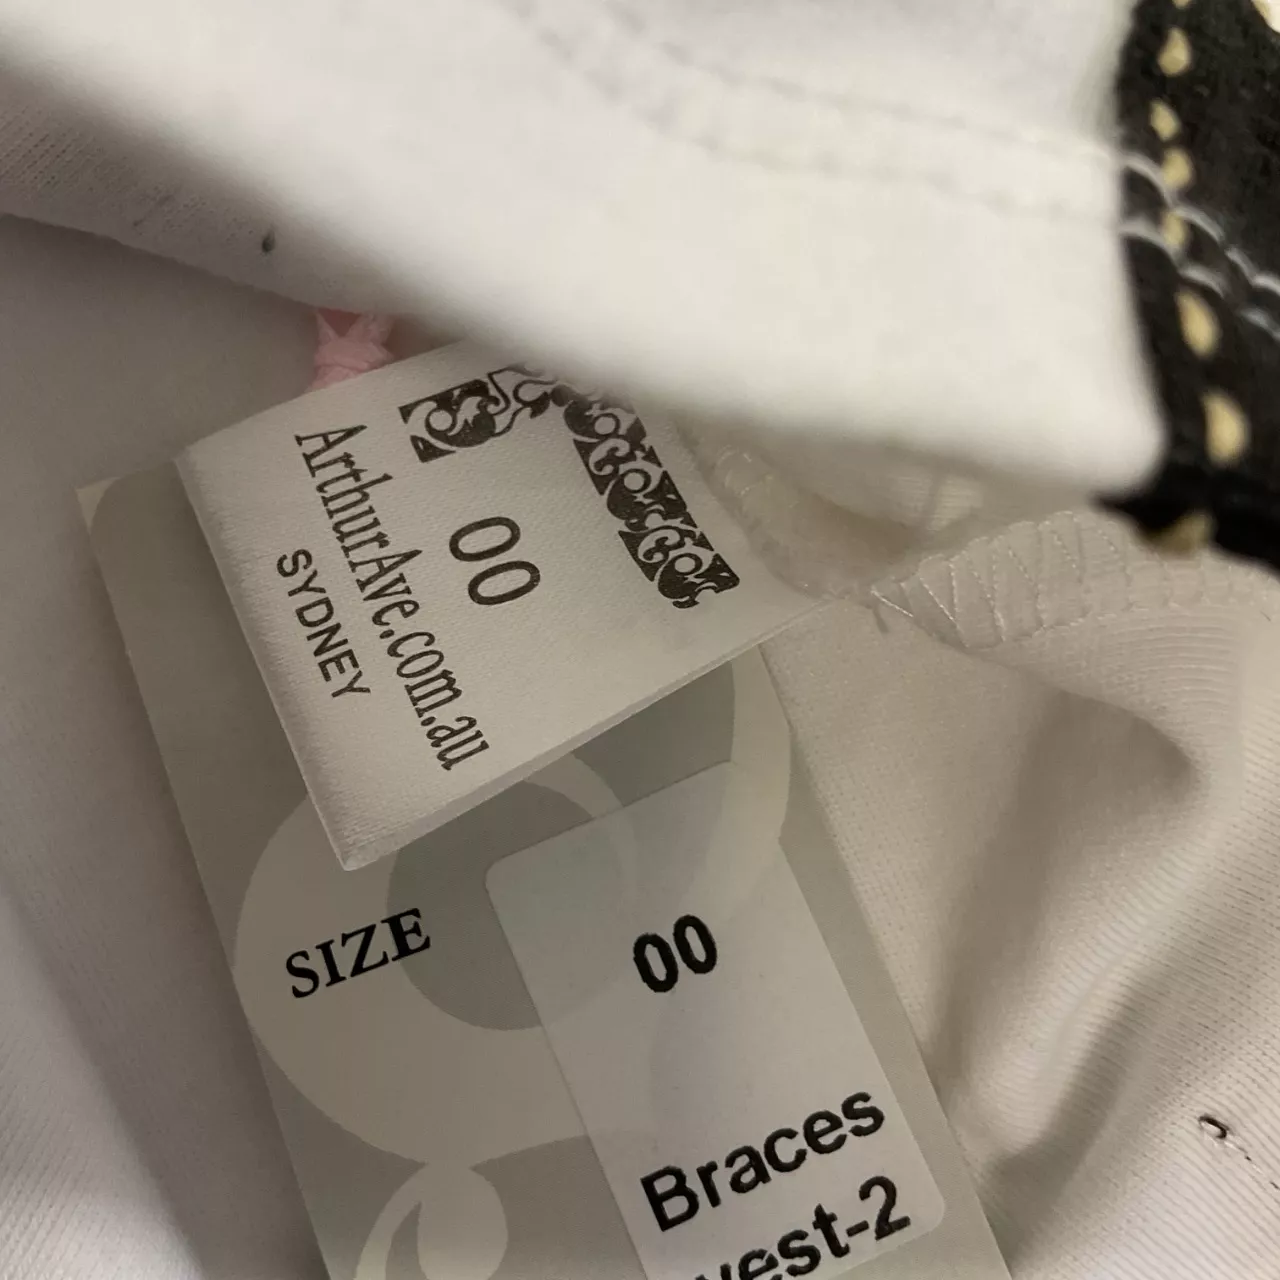 00
ArthurAve.com.au
SYDNEY
SIZE
00
Braces
vest-2